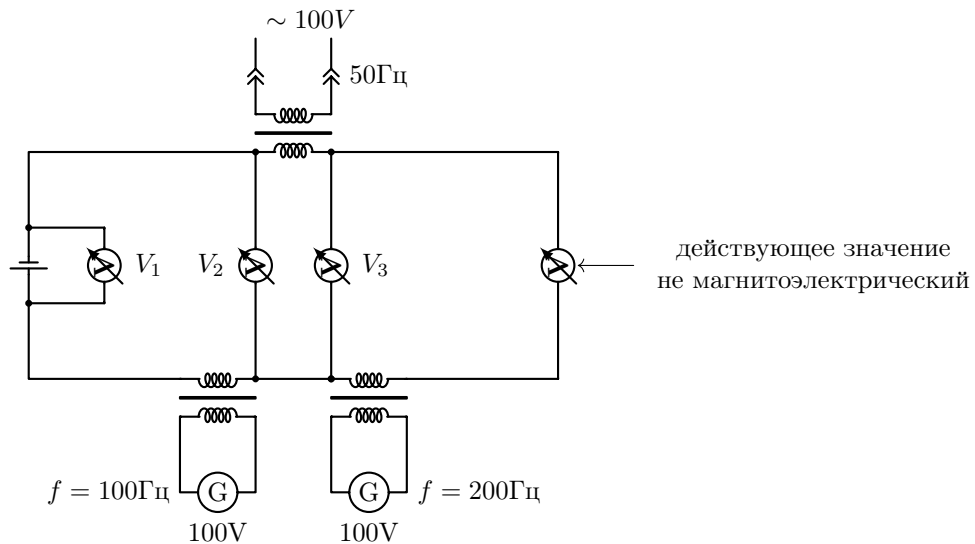 ∼ 100V
50Гц
V₁
V₂
V₃
V
V
V
V
действующее значение
не магнитоэлектрический
f = 100Гц
G
100V
G
100V
f = 200Гц